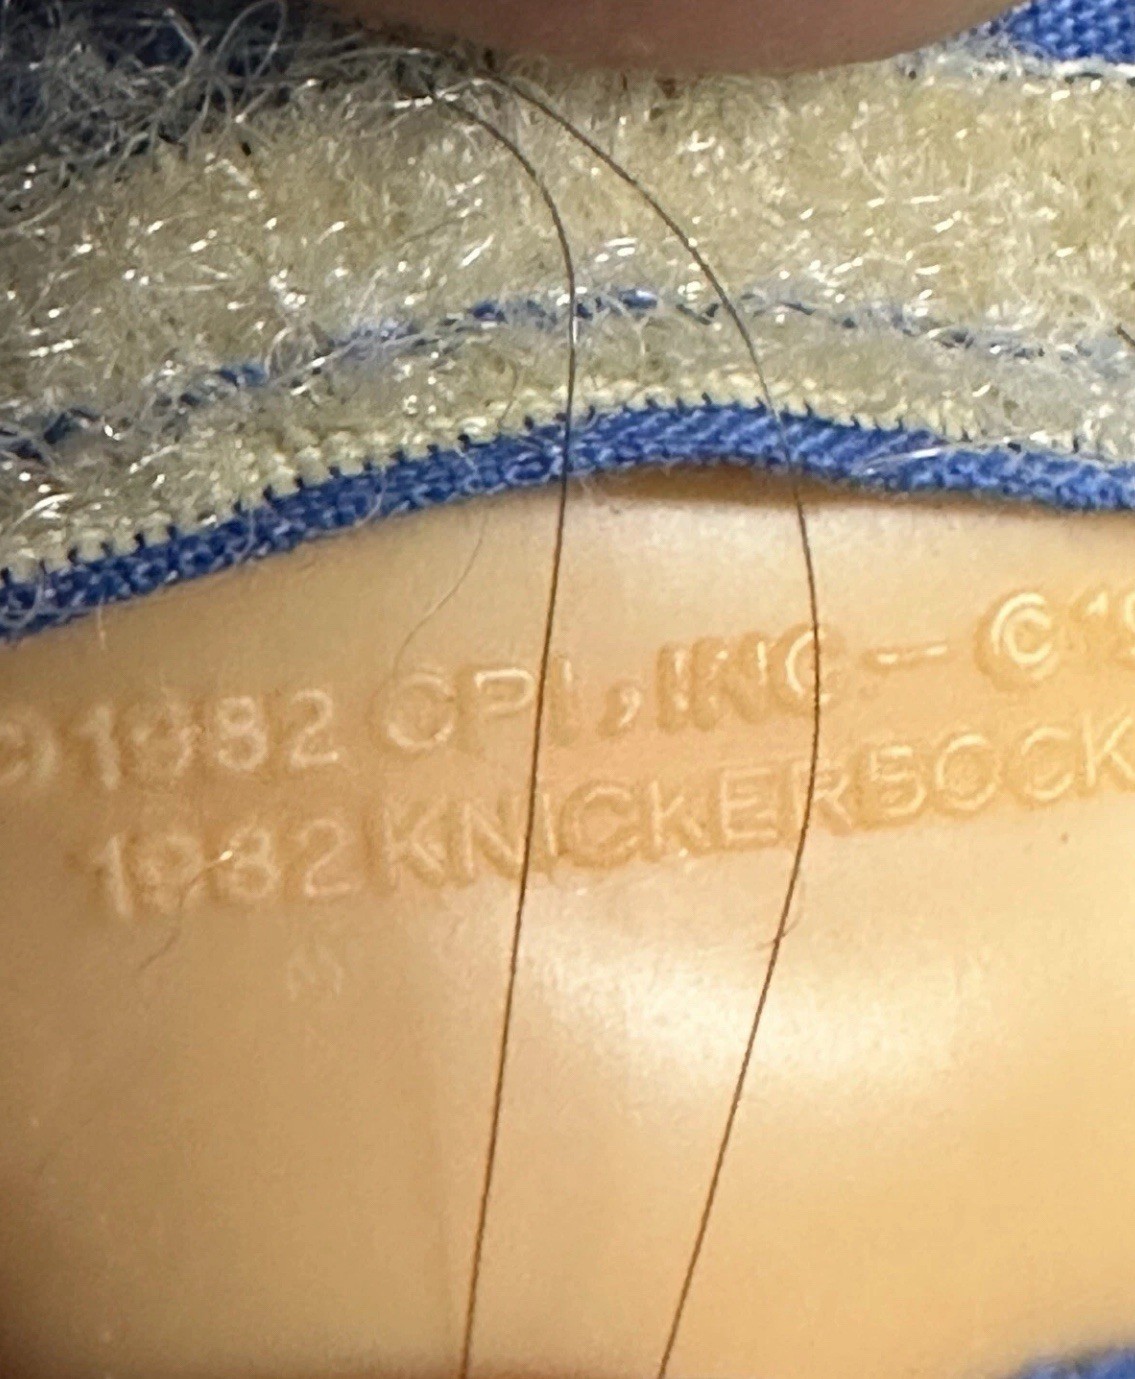 ©1982 CPI, INC — © 19
1982 KNICKERBOCK